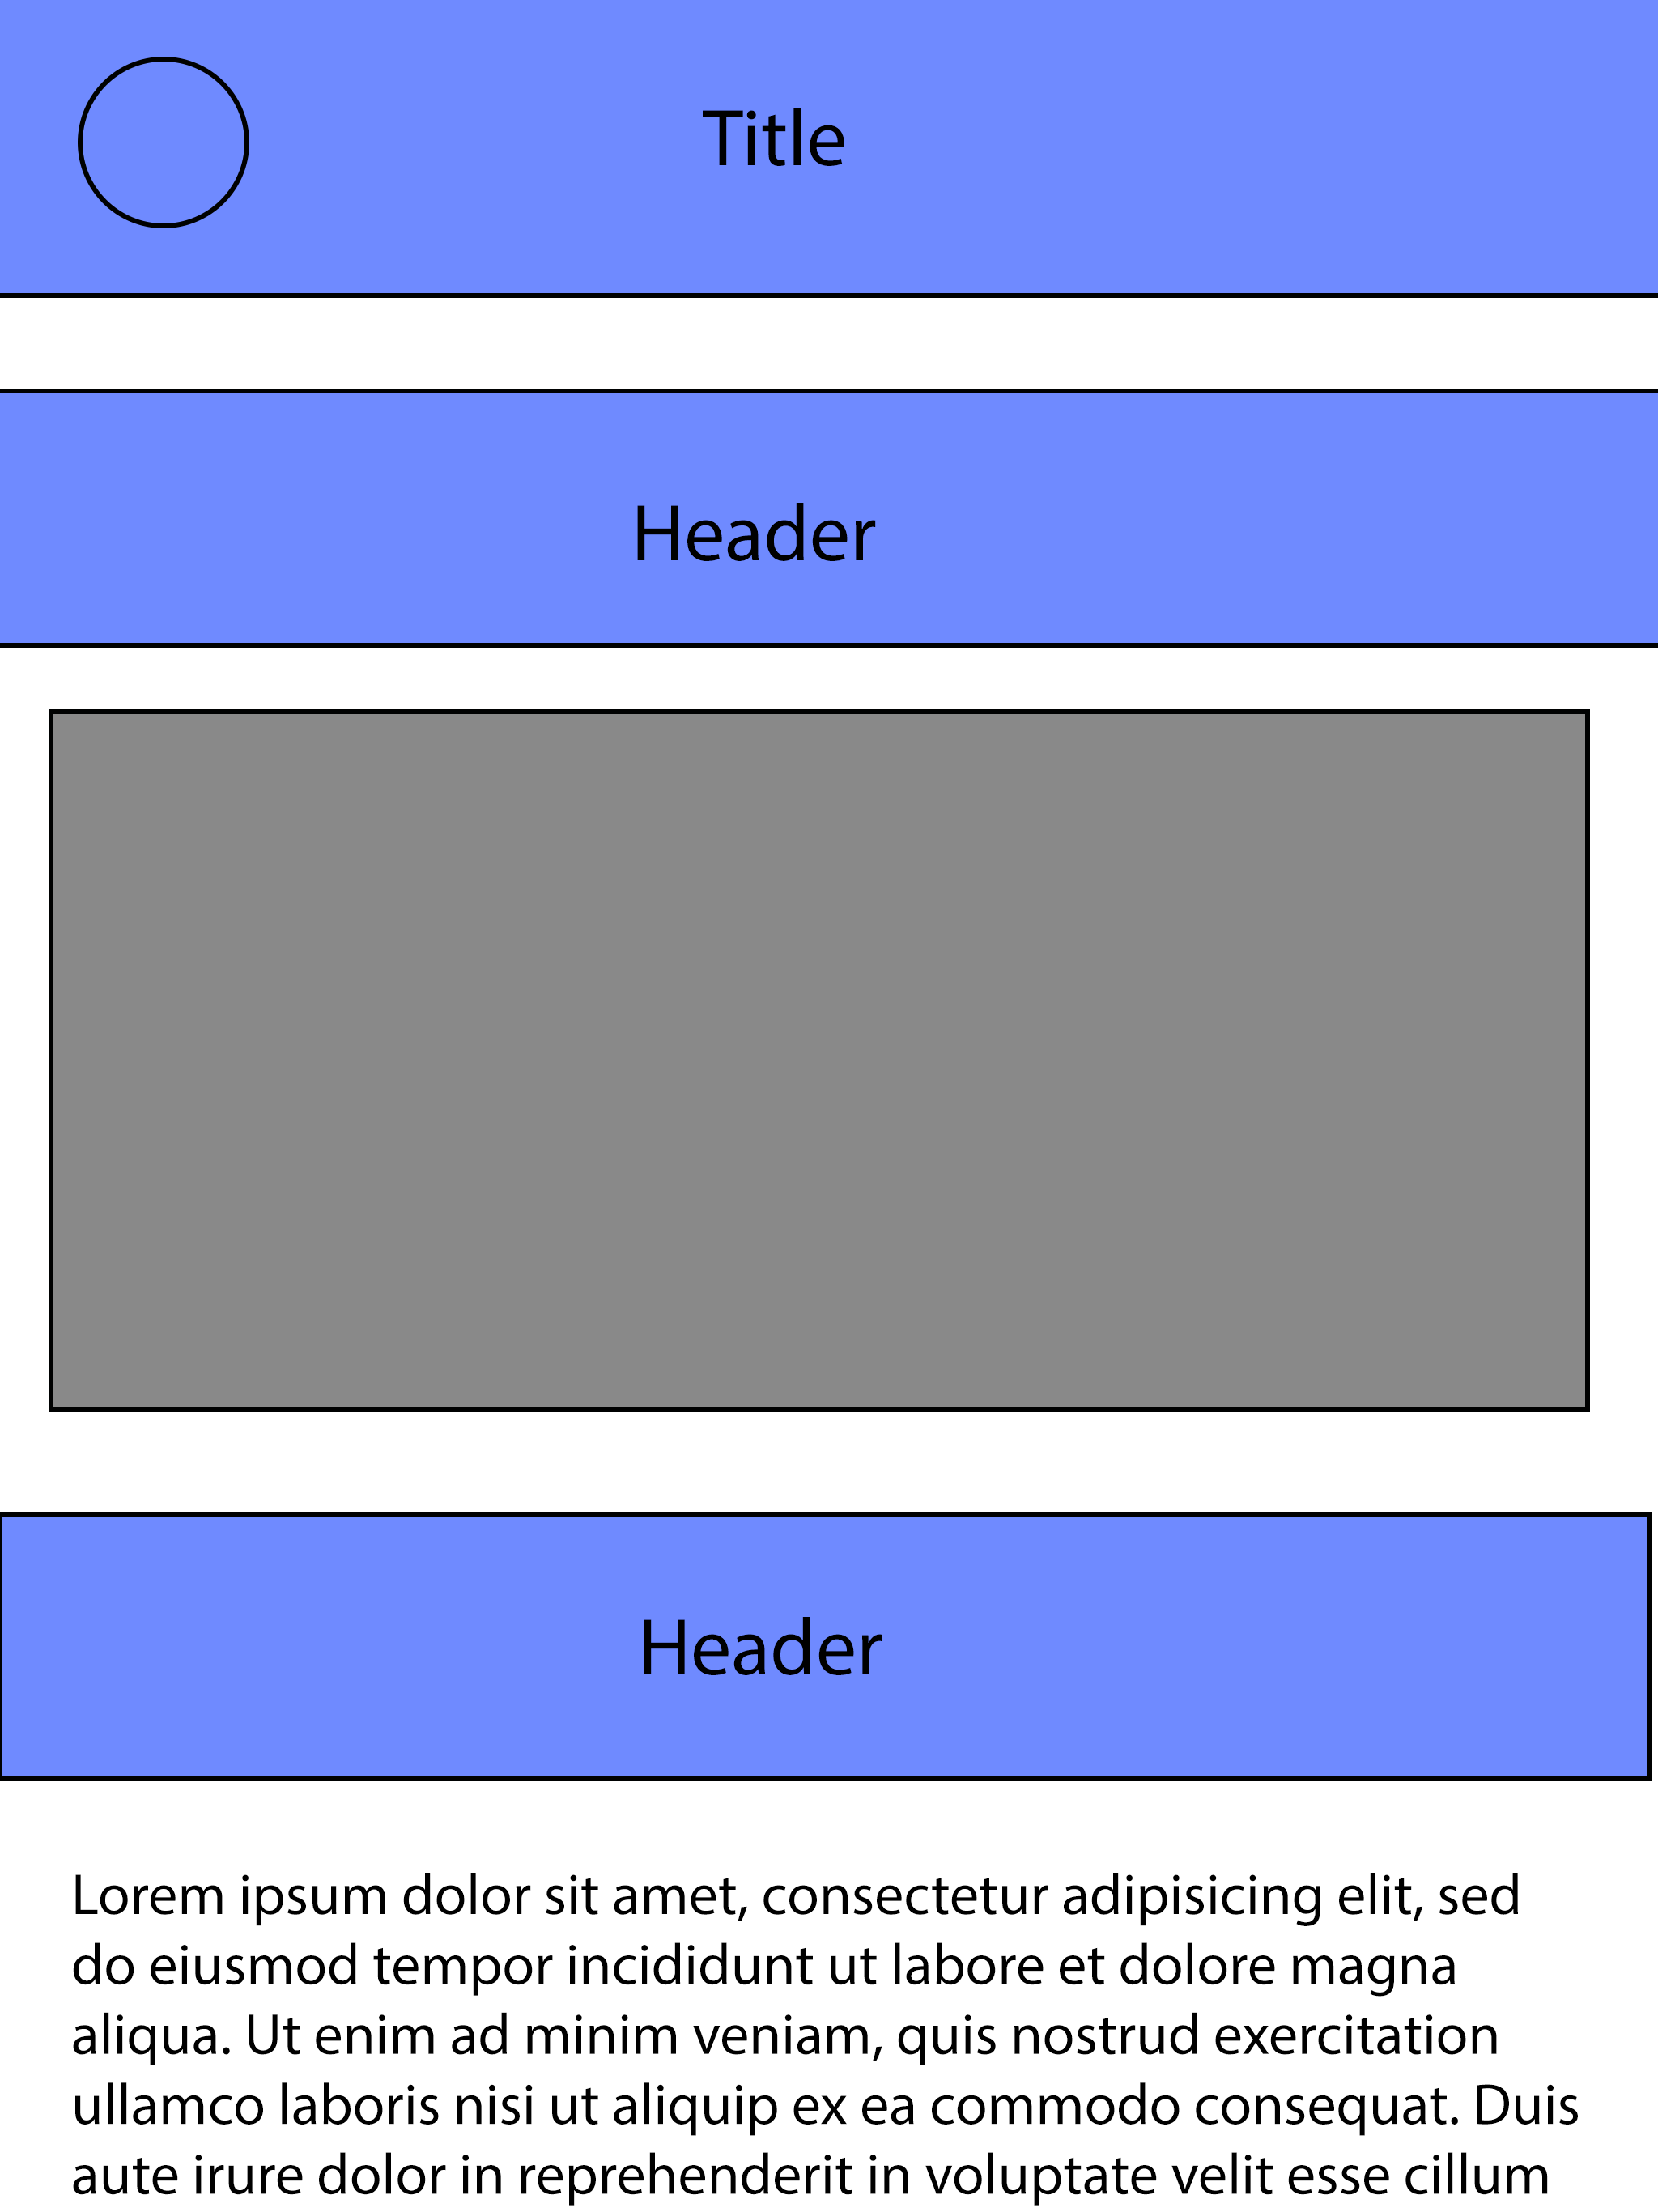 Title
Header
Header
Lorem ipsum dolor sit amet, consectetur adipisicing elit, sed
do eiusmod tempor incididunt ut labore et dolore magna
aliqua. Ut enim ad minim veniam, quis nostrud exercitation
ullamco laboris nisi ut aliquip ex ea commodo consequat. Duis
aute irure dolor in reprehenderit in voluptate velit esse cillum